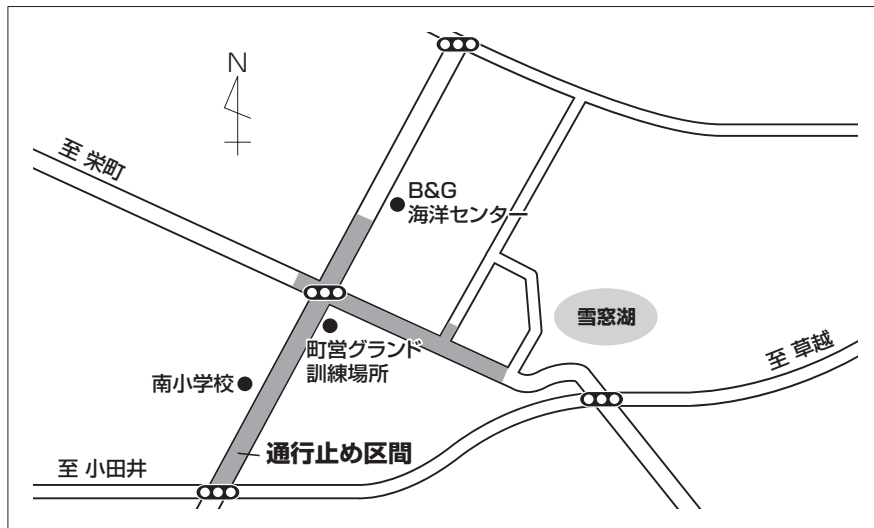 N
至 栄町
B&G
海洋センター
雪窓湖
町営グランド
訓練場所
至 草越
南小学校
通行止め区間
至 小田井